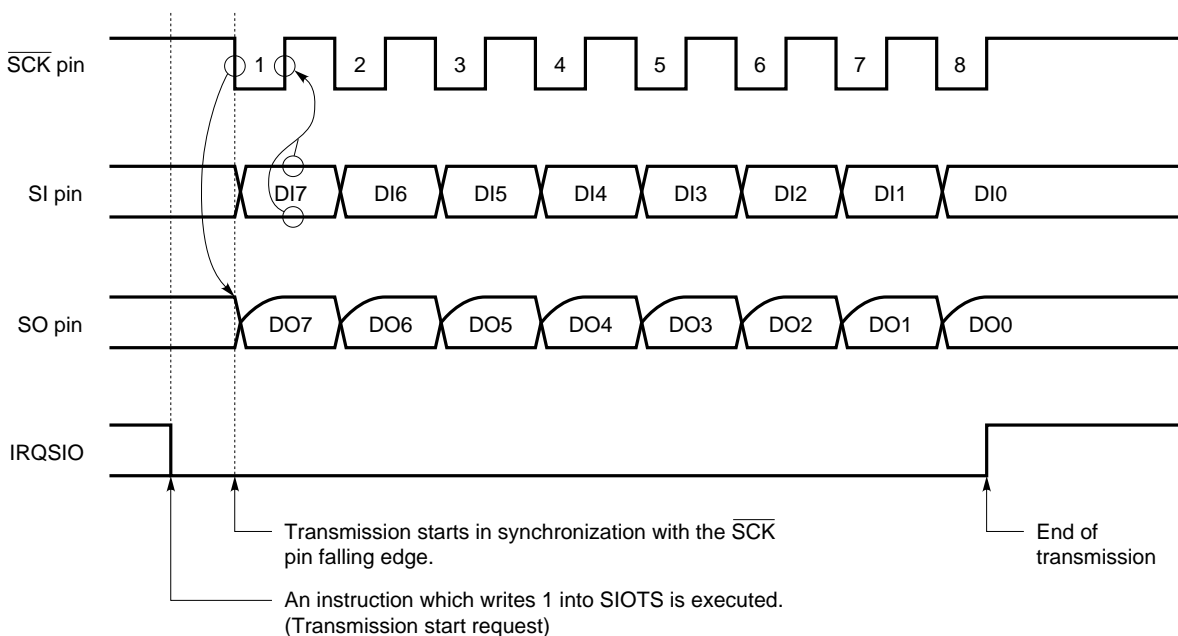 SCK pin
1 2 3 4 5 6 7 8
SI pin
DI7 DI6 DI5 DI4 DI3 DI2 DI1 DI0
SO pin
DO7 DO6 DO5 DO4 DO3 DO2 DO1 DO0
IRQSIO
Transmission starts in synchronization with the SCK
pin falling edge.
End of
transmission
An instruction which writes 1 into SIOTS is executed.
(Transmission start request)